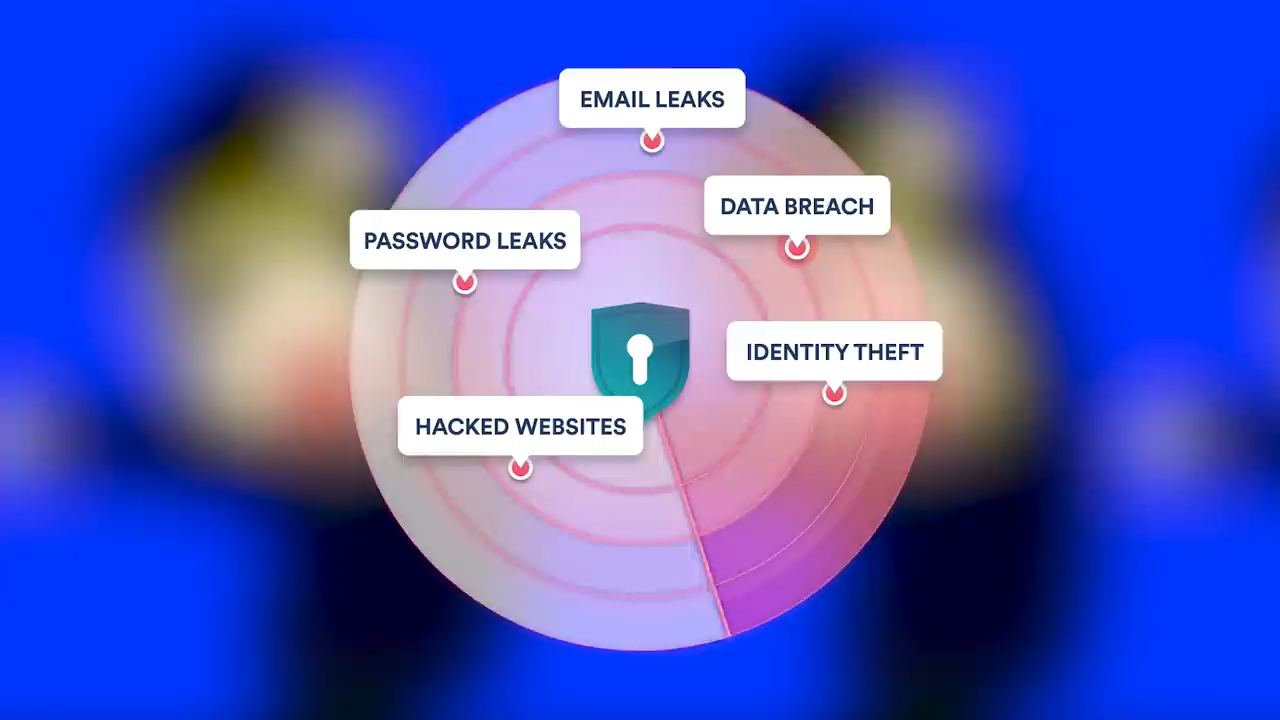 EMAIL LEAKS
DATA BREACH
PASSWORD LEAKS
IDENTITY THEFT
HACKED WEBSITES